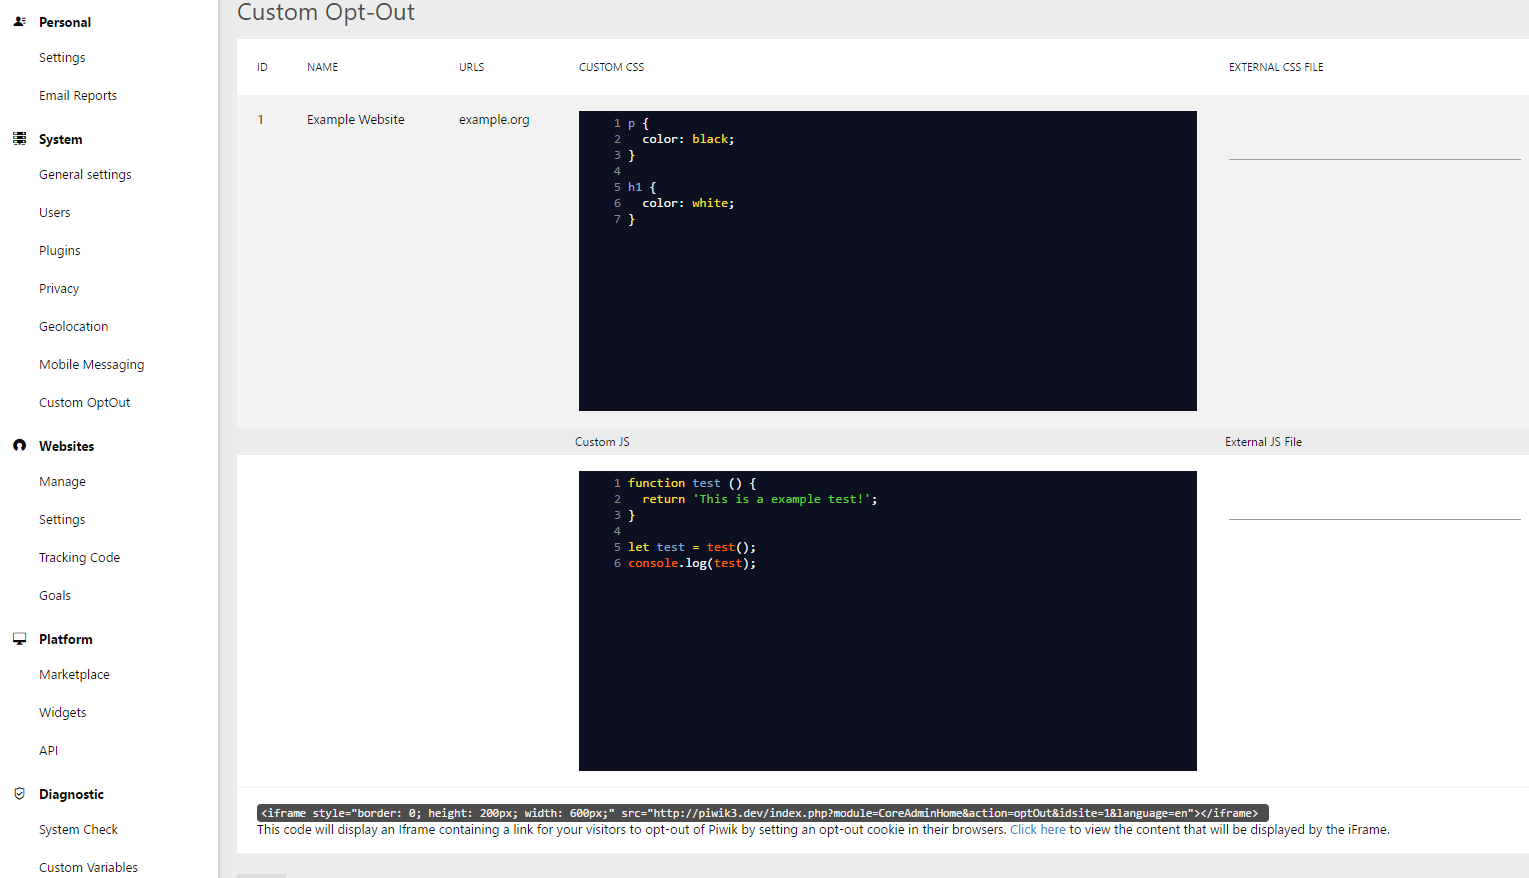 Personal
Settings
Email Reports
System
General settings
Users
Plugins
Privacy
Geolocation
Mobile Messaging
Custom OptOut
Websites
Manage
Settings
Tracking Code
Goals
Platform
Marketplace
Widgets
API
Diagnostic
System Check
Custom Variables
Custom Opt-Out
ID NAME URLS CUSTOM CSS EXTERNAL CSS FILE
1 Example Website example.org
1 p {
2   color: black;
3 }
4
5 h1 {
6   color: white;
7 }
Custom JS External JS File
1 function test () {
2   return 'This is a example test!';
3 }
4
5 let test = test();
6 console.log(test);
<iframe style="border: 0; height: 200px; width: 600px;" src="http://piwik3.dev/index.php?module=CoreAdminHome&action=optOut&idsite=1&language=en"></iframe>
This code will display an Iframe containing a link for your visitors to opt-out of Piwik by setting an opt-out cookie in their browsers. Click here to view the content that will be displayed by the iFrame.